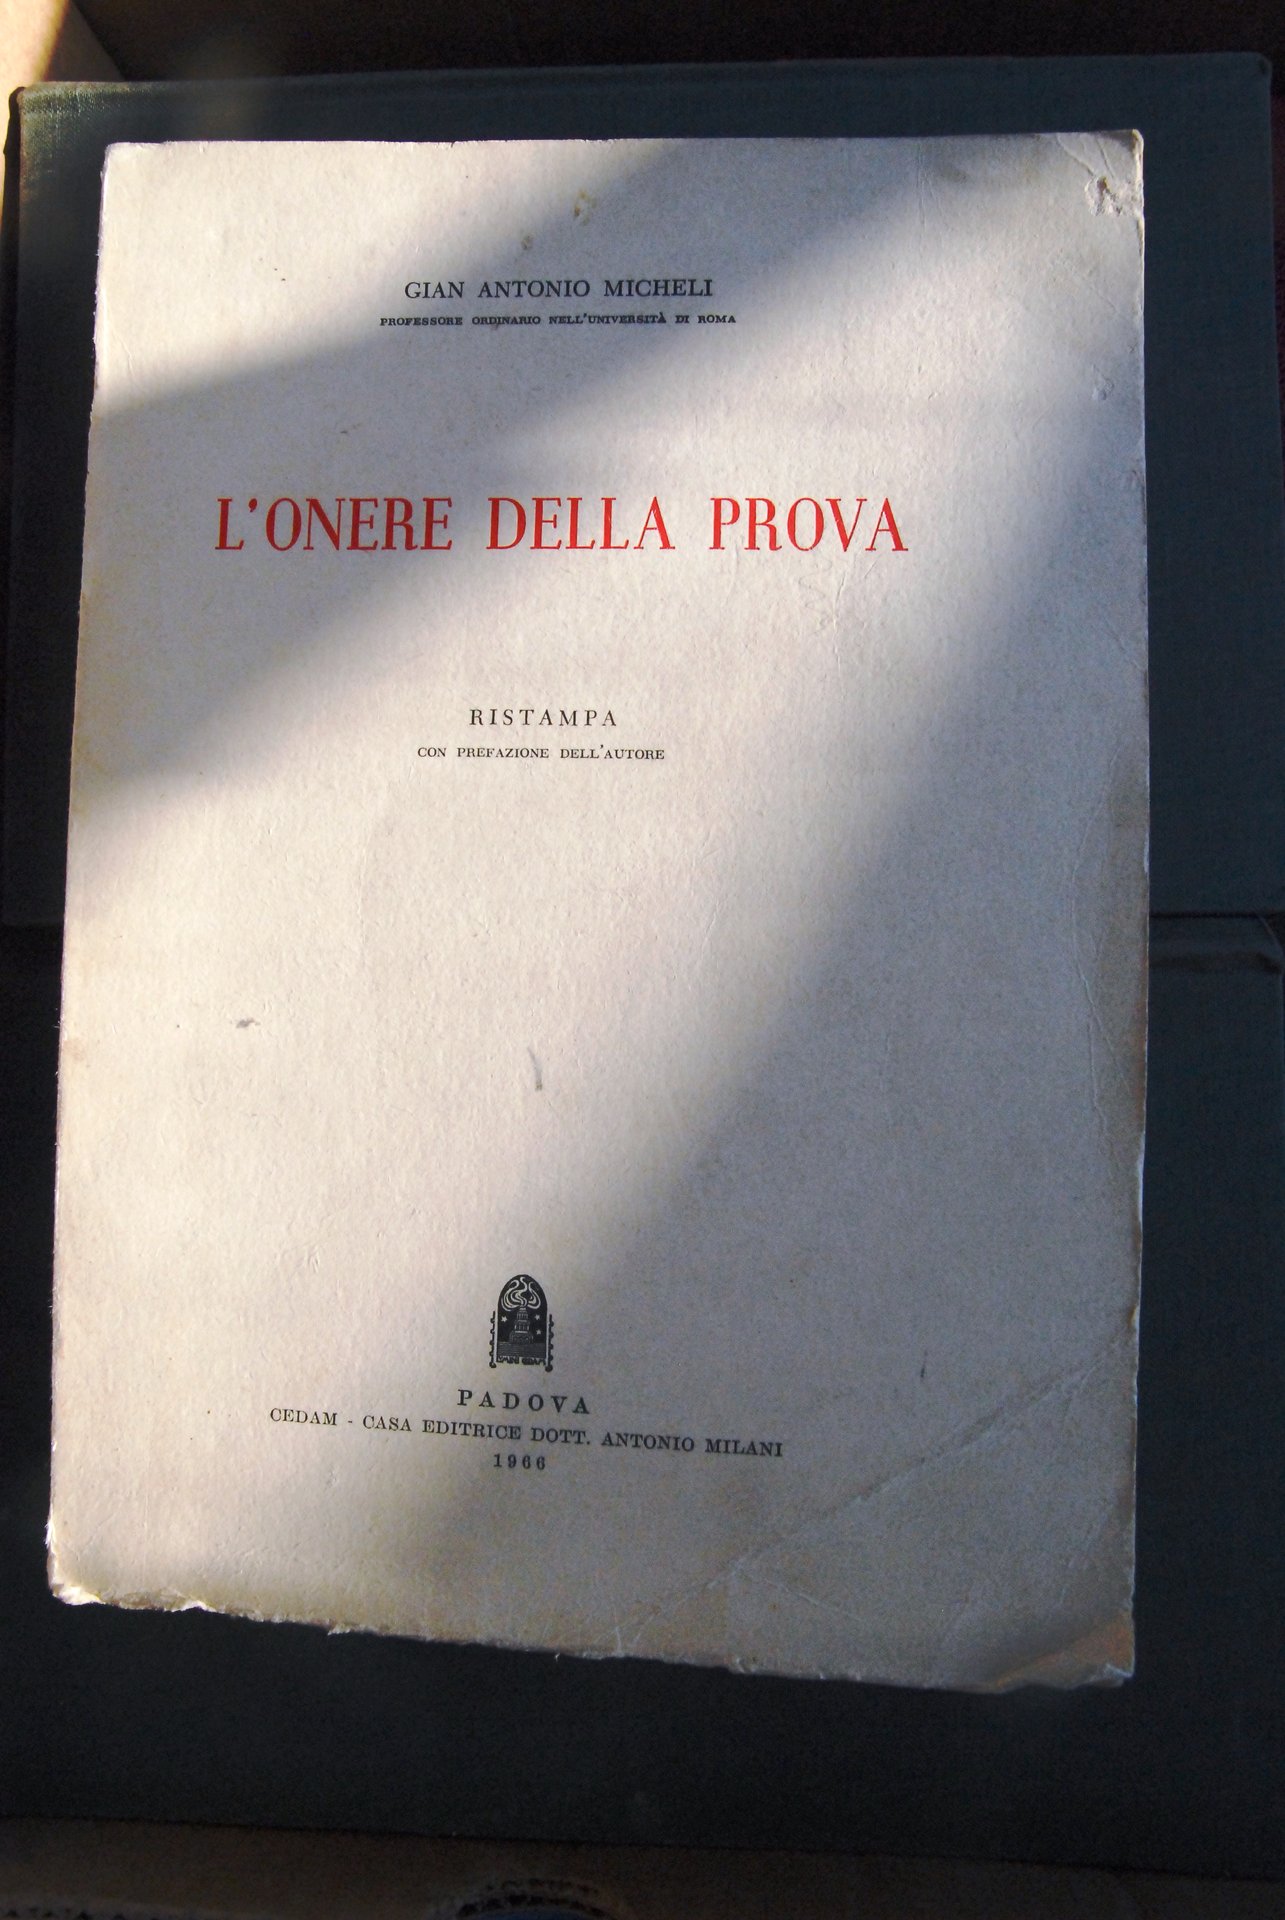 GIAN ANTONIO MICHELI
PROFESSORE ORDINARIO NELL'UNIVERSITÀ DI ROMA
L'ONERE DELLA PROVA
RISTAMPA
CON PREFAZIONE DELL'AUTORE
PADOVA
CEDAM - CASA EDITRICE DOTT. ANTONIO MILANI
1966